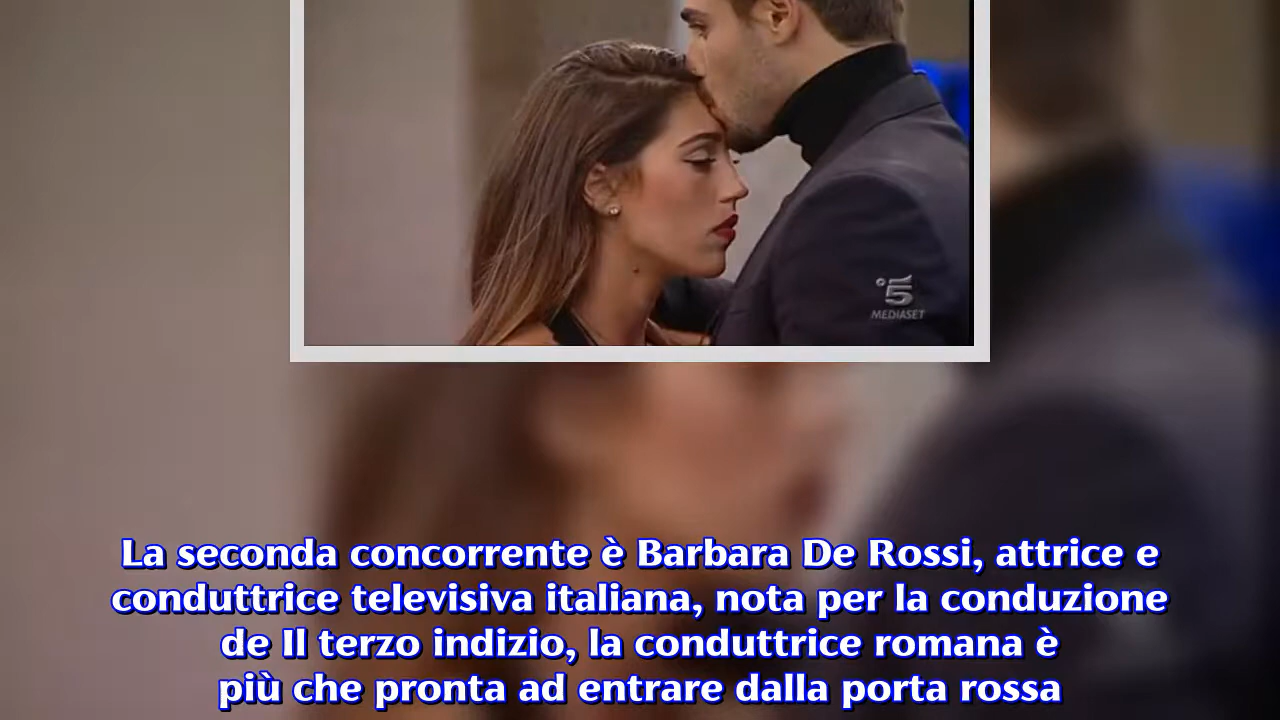 5
MEDIASET
La seconda concorrente è Barbara De Rossi, attrice e
conduttrice televisiva italiana, nota per la conduzione
de Il terzo indizio, la conduttrice romana è
più che pronta ad entrare dalla porta rossa